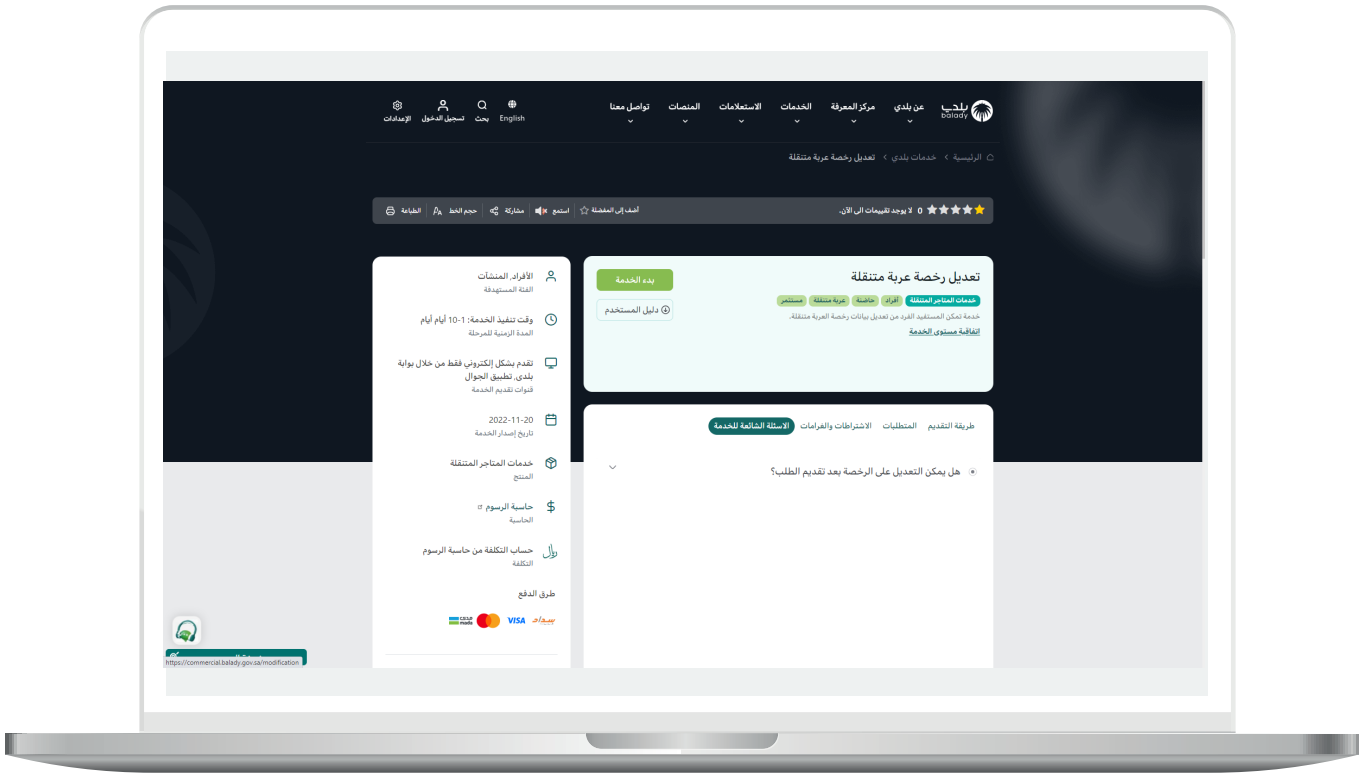 بلدي
balady
عن بلدي
مركز المعرفة
الخدمات
الاستعلامات
المنصات
تواصل معنا
English
بحث
تسجيل الدخول
الإعدادات
الرئيسية > خدمات بلدي > تعديل رخصة عربة متنقلة
0 لا يوجد تقييمات الى الآن.
أضف إلى المفضلة
استمع
مشاركة
حجم الخط
الطباعة
تعديل رخصة عربة متنقلة
خدمات المتاجر المتنقلة أفراد حاضنة عربة متنقلة مستثمر
خدمة تمكن المستفيد الفرد من تعديل بيانات رخصة العربة متنقلة.
اتفاقية مستوى الخدمة
بدء الخدمة
دليل المستخدم
طريقة التقديم
المتطلبات
الاشتراطات والغرامات
الاسئلة الشائعة للخدمة
هل يمكن التعديل على الرخصة بعد تقديم الطلب؟
الأفراد, المنشآت
الفئة المستهدفة
وقت تنفيذ الخدمة: 1-10 أيام أيام
المدة الزمنية للمرحلة
تقدم بشكل إلكتروني فقط من خلال بوابة
بلدي, تطبيق الجوال
قنوات تقديم الخدمة
2022-11-20
تاريخ إصدار الخدمة
خدمات المتاجر المتنقلة
المنتج
حاسبة الرسوم
الحاسبة
حساب التكلفة من حاسبة الرسوم
التكلفة
طرق الدفع
سداد
VISA
مدى
mada
https://commercial.balady.gov.sa/modification